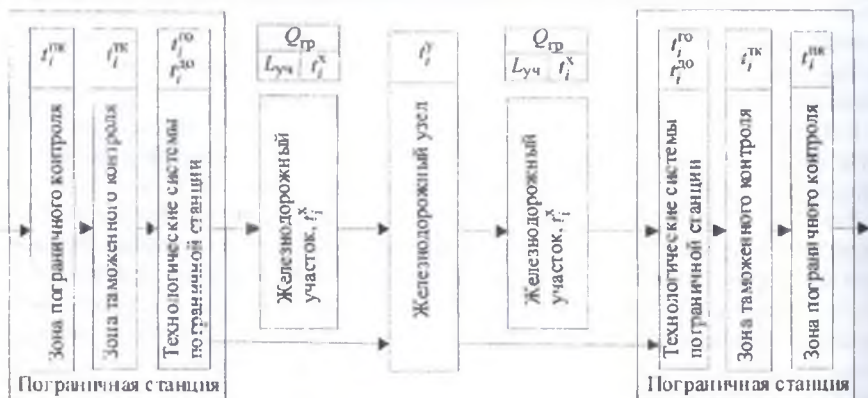 t_i^пк
Зона пограничного контроля
t_i^тк
Зона таможенного контроля
t_i^го
t_i^до
Технологические системы
пограничной станции
Пограничная станция
Q_гр
L_уч t_i^х
Железнодорожный
участок, t_i^х
t_i^у
Железнодорожный узел
Q_гр
L_уч t_i^х
Железнодорожный
участок, t_i^х
t_i^го
t_i^до
Технологические системы
пограничной станции
t_i^тк
Зона таможенного контроля
t_i^пк
Зона пограничного контроля
Пограничная станция